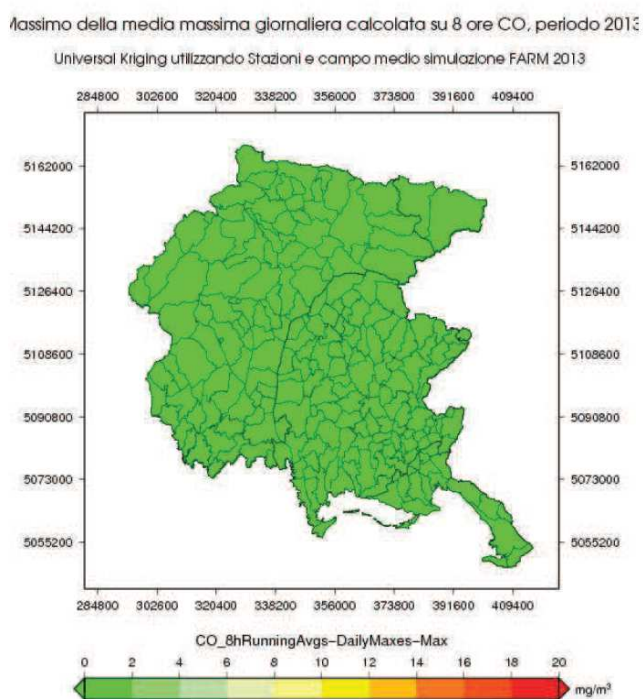 Massimo della media massima giornaliera calcolata su 8 ore CO, periodo 2013
Universal Kriging utilizzando Stazioni e campo medio simulazione FARM 2013
284800 302600 320400 338200 356000 373800 391600 409400
5162000 5162000
5144200 5144200
5126400 5126400
5108600 5108600
5090800 5090800
5073000 5073000
5055200 5055200
284800 302600 320400 338200 356000 373800 391600 409400
CO_8hRunningAvgs-DailyMaxes-Max
0 2 4 6 8 10 12 14 16 18 20
mg/m³